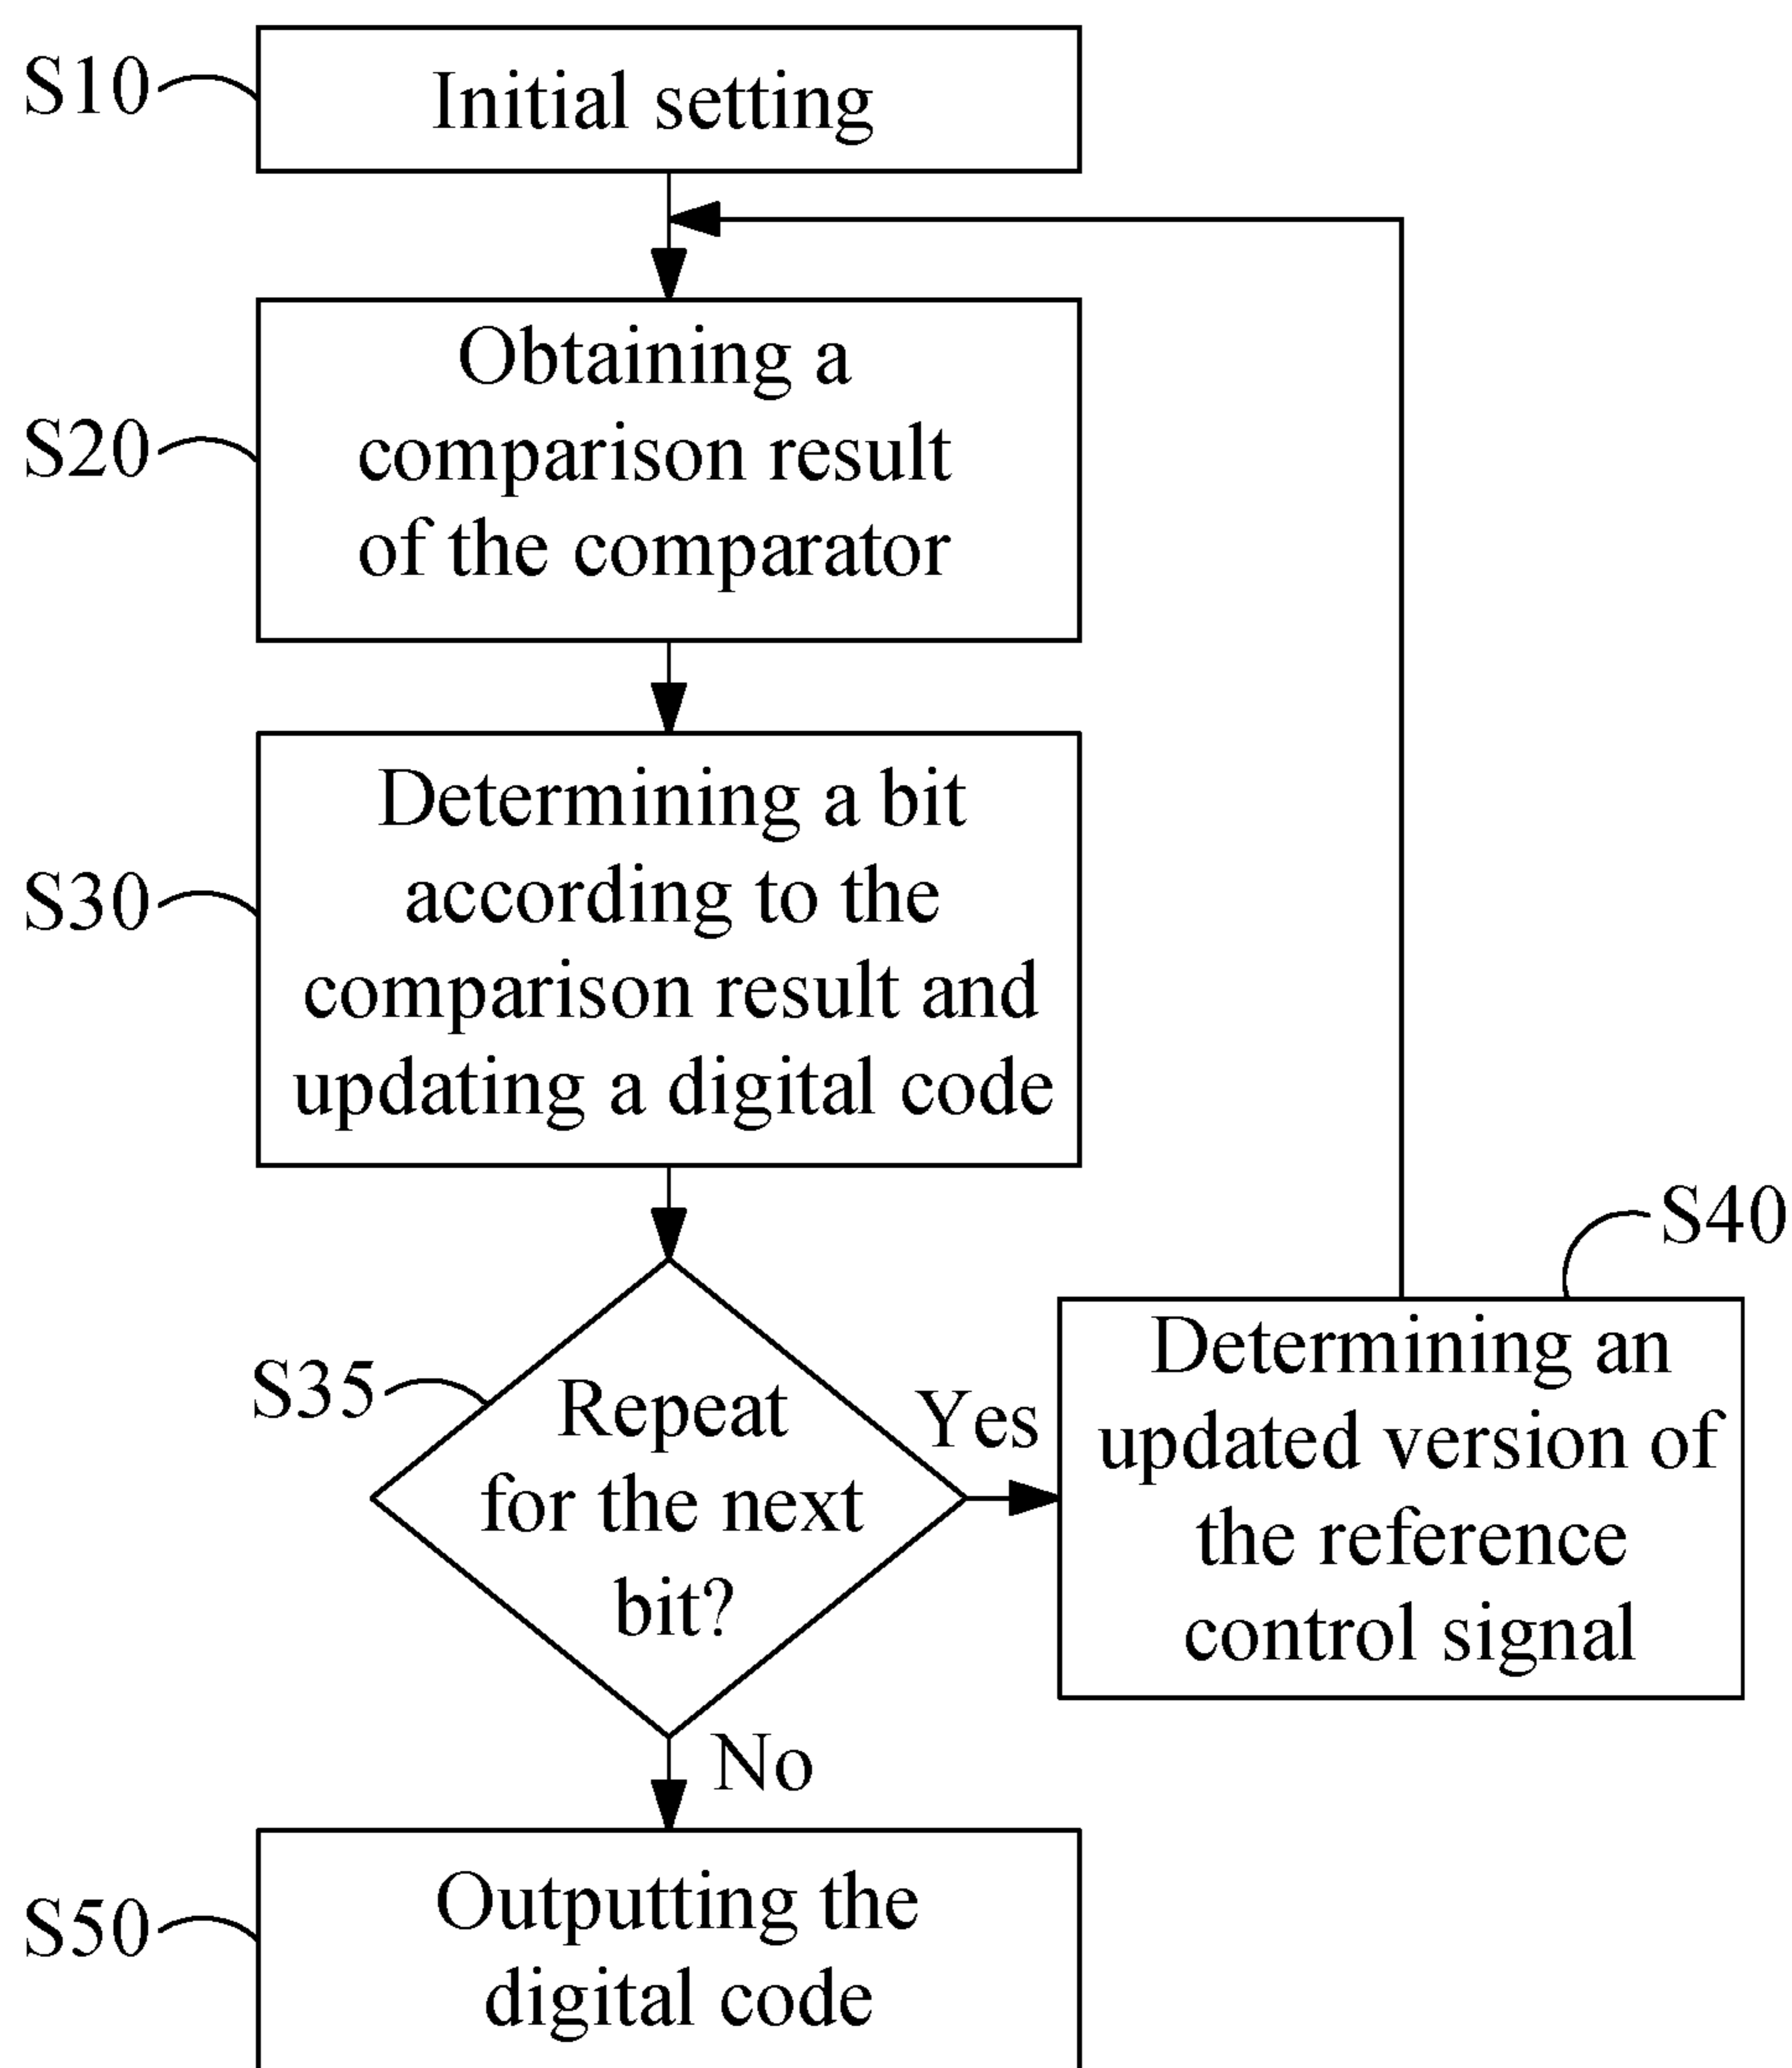 S10
Initial setting
S20
Obtaining a
comparison result
of the comparator
S30
Determining a bit
according to the
comparison result and
updating a digital code
S35
Repeat
for the next
bit?
Yes
S40
Determining an
updated version of
the reference
control signal
No
S50
Outputting the
digital code